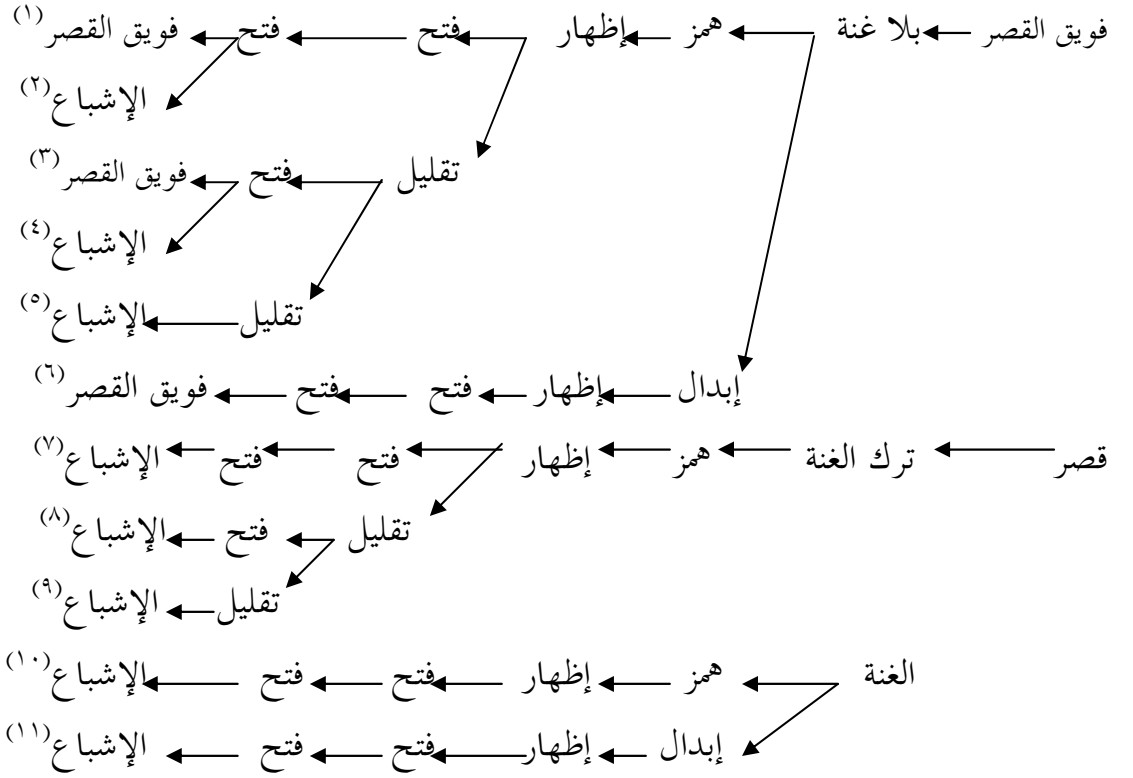 فويق القصر بلا غنة همز إظهار فتح فتح فويق القصر (١)
الإشباع (٢)
تقليل فتح فويق القصر (٣)
الإشباع (٤)
تقليل الإشباع (٥)
إبدال إظهار فتح فتح فويق القصر (٦)
قصر ترك الغنة همز إظهار فتح فتح الإشباع (٧)
تقليل فتح الإشباع (٨)
تقليل الإشباع (٩)
الغنة همز إظهار فتح فتح الإشباع (١٠)
إبدال إظهار فتح فتح الإشباع (١١)